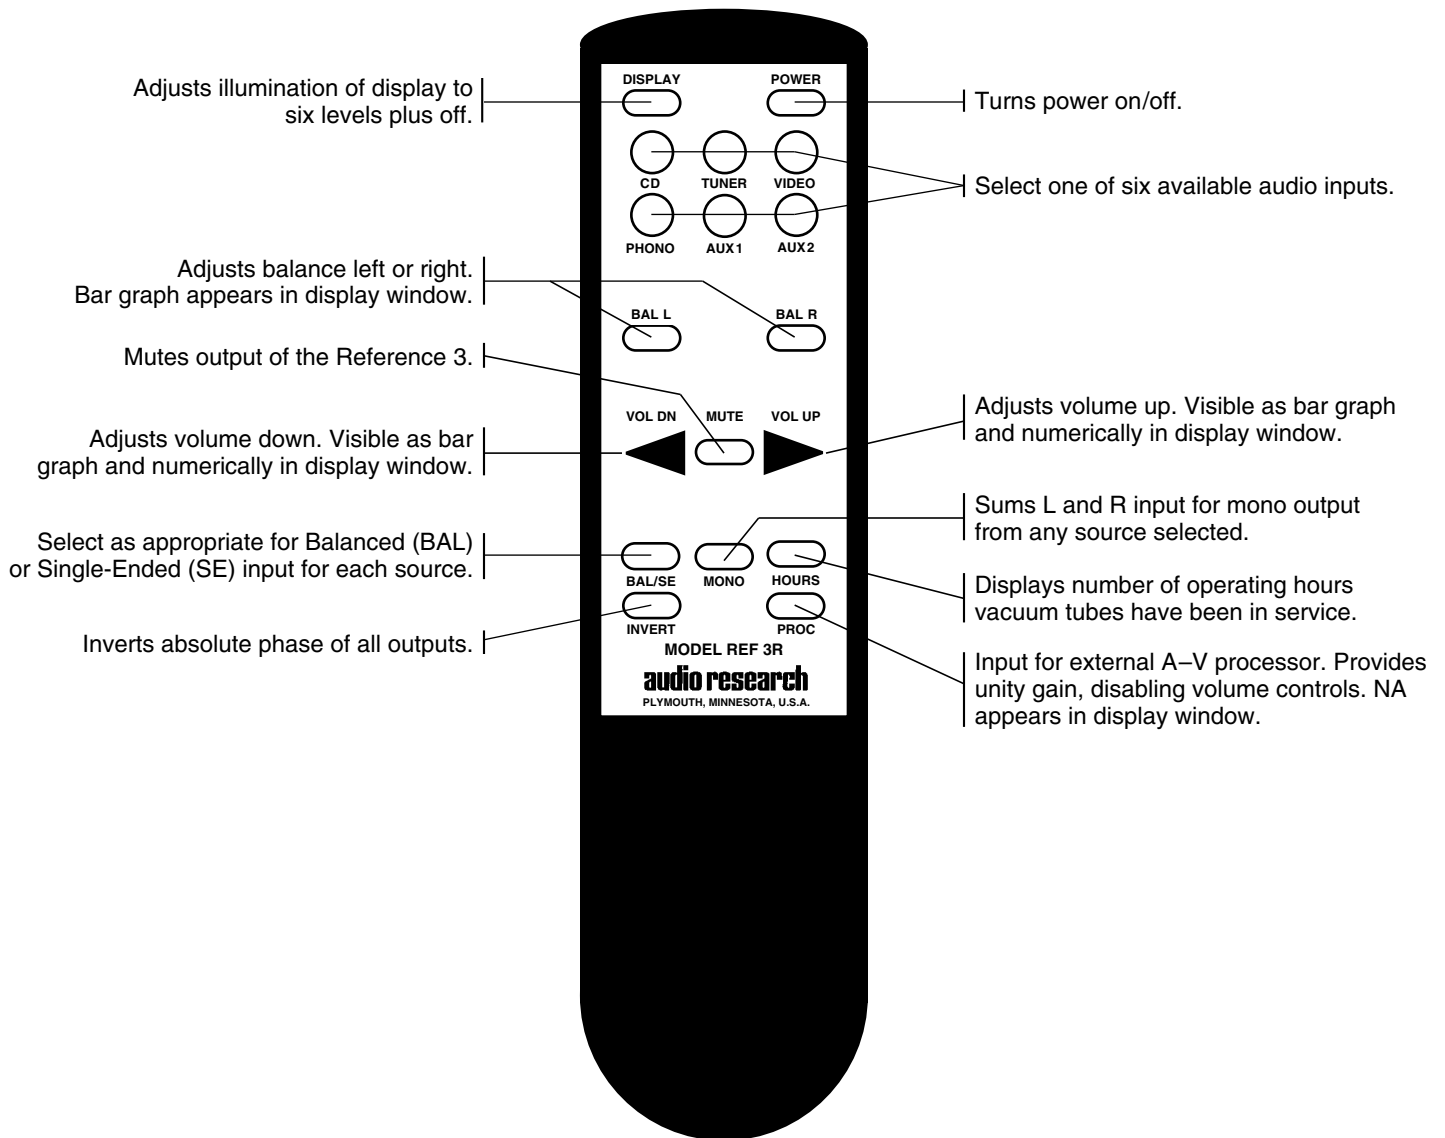 DISPLAY
POWER
Adjusts illumination of display to
six levels plus off.
Turns power on/off.
CD
TUNER
VIDEO
Select one of six available audio inputs.
PHONO
AUX1
AUX2
Adjusts balance left or right.
Bar graph appears in display window.
BAL L
BAL R
Mutes output of the Reference 3.
VOL DN
MUTE
VOL UP
Adjusts volume up. Visible as bar graph
and numerically in display window.
Adjusts volume down. Visible as bar
graph and numerically in display window.
Sums L and R input for mono output
from any source selected.
Select as appropriate for Balanced (BAL)
or Single-Ended (SE) input for each source.
BAL/SE
MONO
HOURS
Displays number of operating hours
vacuum tubes have been in service.
INVERT
PROC
Inverts absolute phase of all outputs.
MODEL REF 3R
audio research
PLYMOUTH, MINNESOTA, U.S.A.
Input for external A–V processor. Provides
unity gain, disabling volume controls. NA
appears in display window.